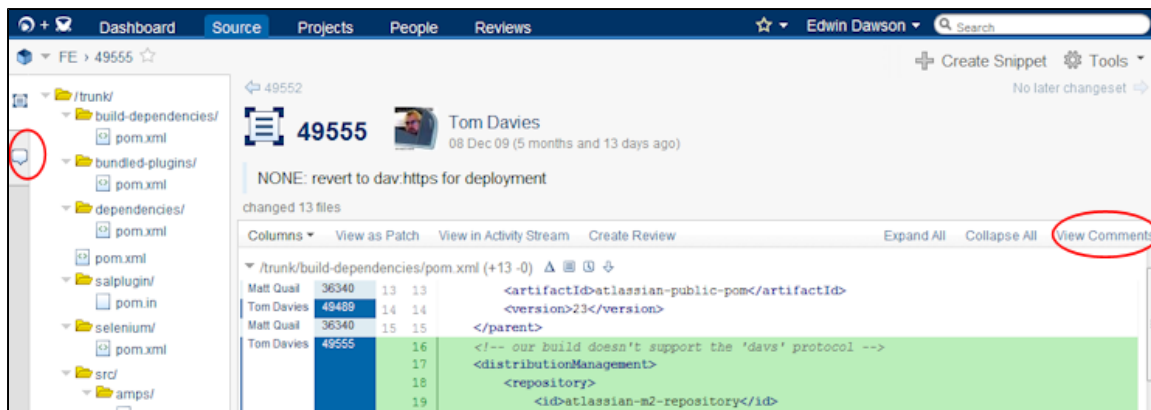 + Dashboard Source Projects People Reviews Edwin Dawson Search
FE › 49555 Create Snippet Tools
49552 No later changeset
/trunk/
build-dependencies/
pom.xml
bundled-plugins/
pom.xml
dependencies/
pom.xml
pom.xml
salplugin/
pom.in
selenium/
pom.xml
src/
amps/
49555
Tom Davies
08 Dec 09 (5 months and 13 days ago)
NONE: revert to dav:https for deployment
changed 13 files
Columns View as Patch View in Activity Stream Create Review Expand All Collapse All View Comments
/trunk/build-dependencies/pom.xml (+13 -0)
Matt Quail 36340 13 13 <artifactId>atlassian-public-pom</artifactId>
Tom Davies 49489 14 14 <version>23</version>
Matt Quail 36340 15 15 </parent>
Tom Davies 49555 16 <!-- our build doesn't support the 'davs' protocol -->
17 <distributionManagement>
18 <repository>
19 <id>atlassian-m2-repository</id>